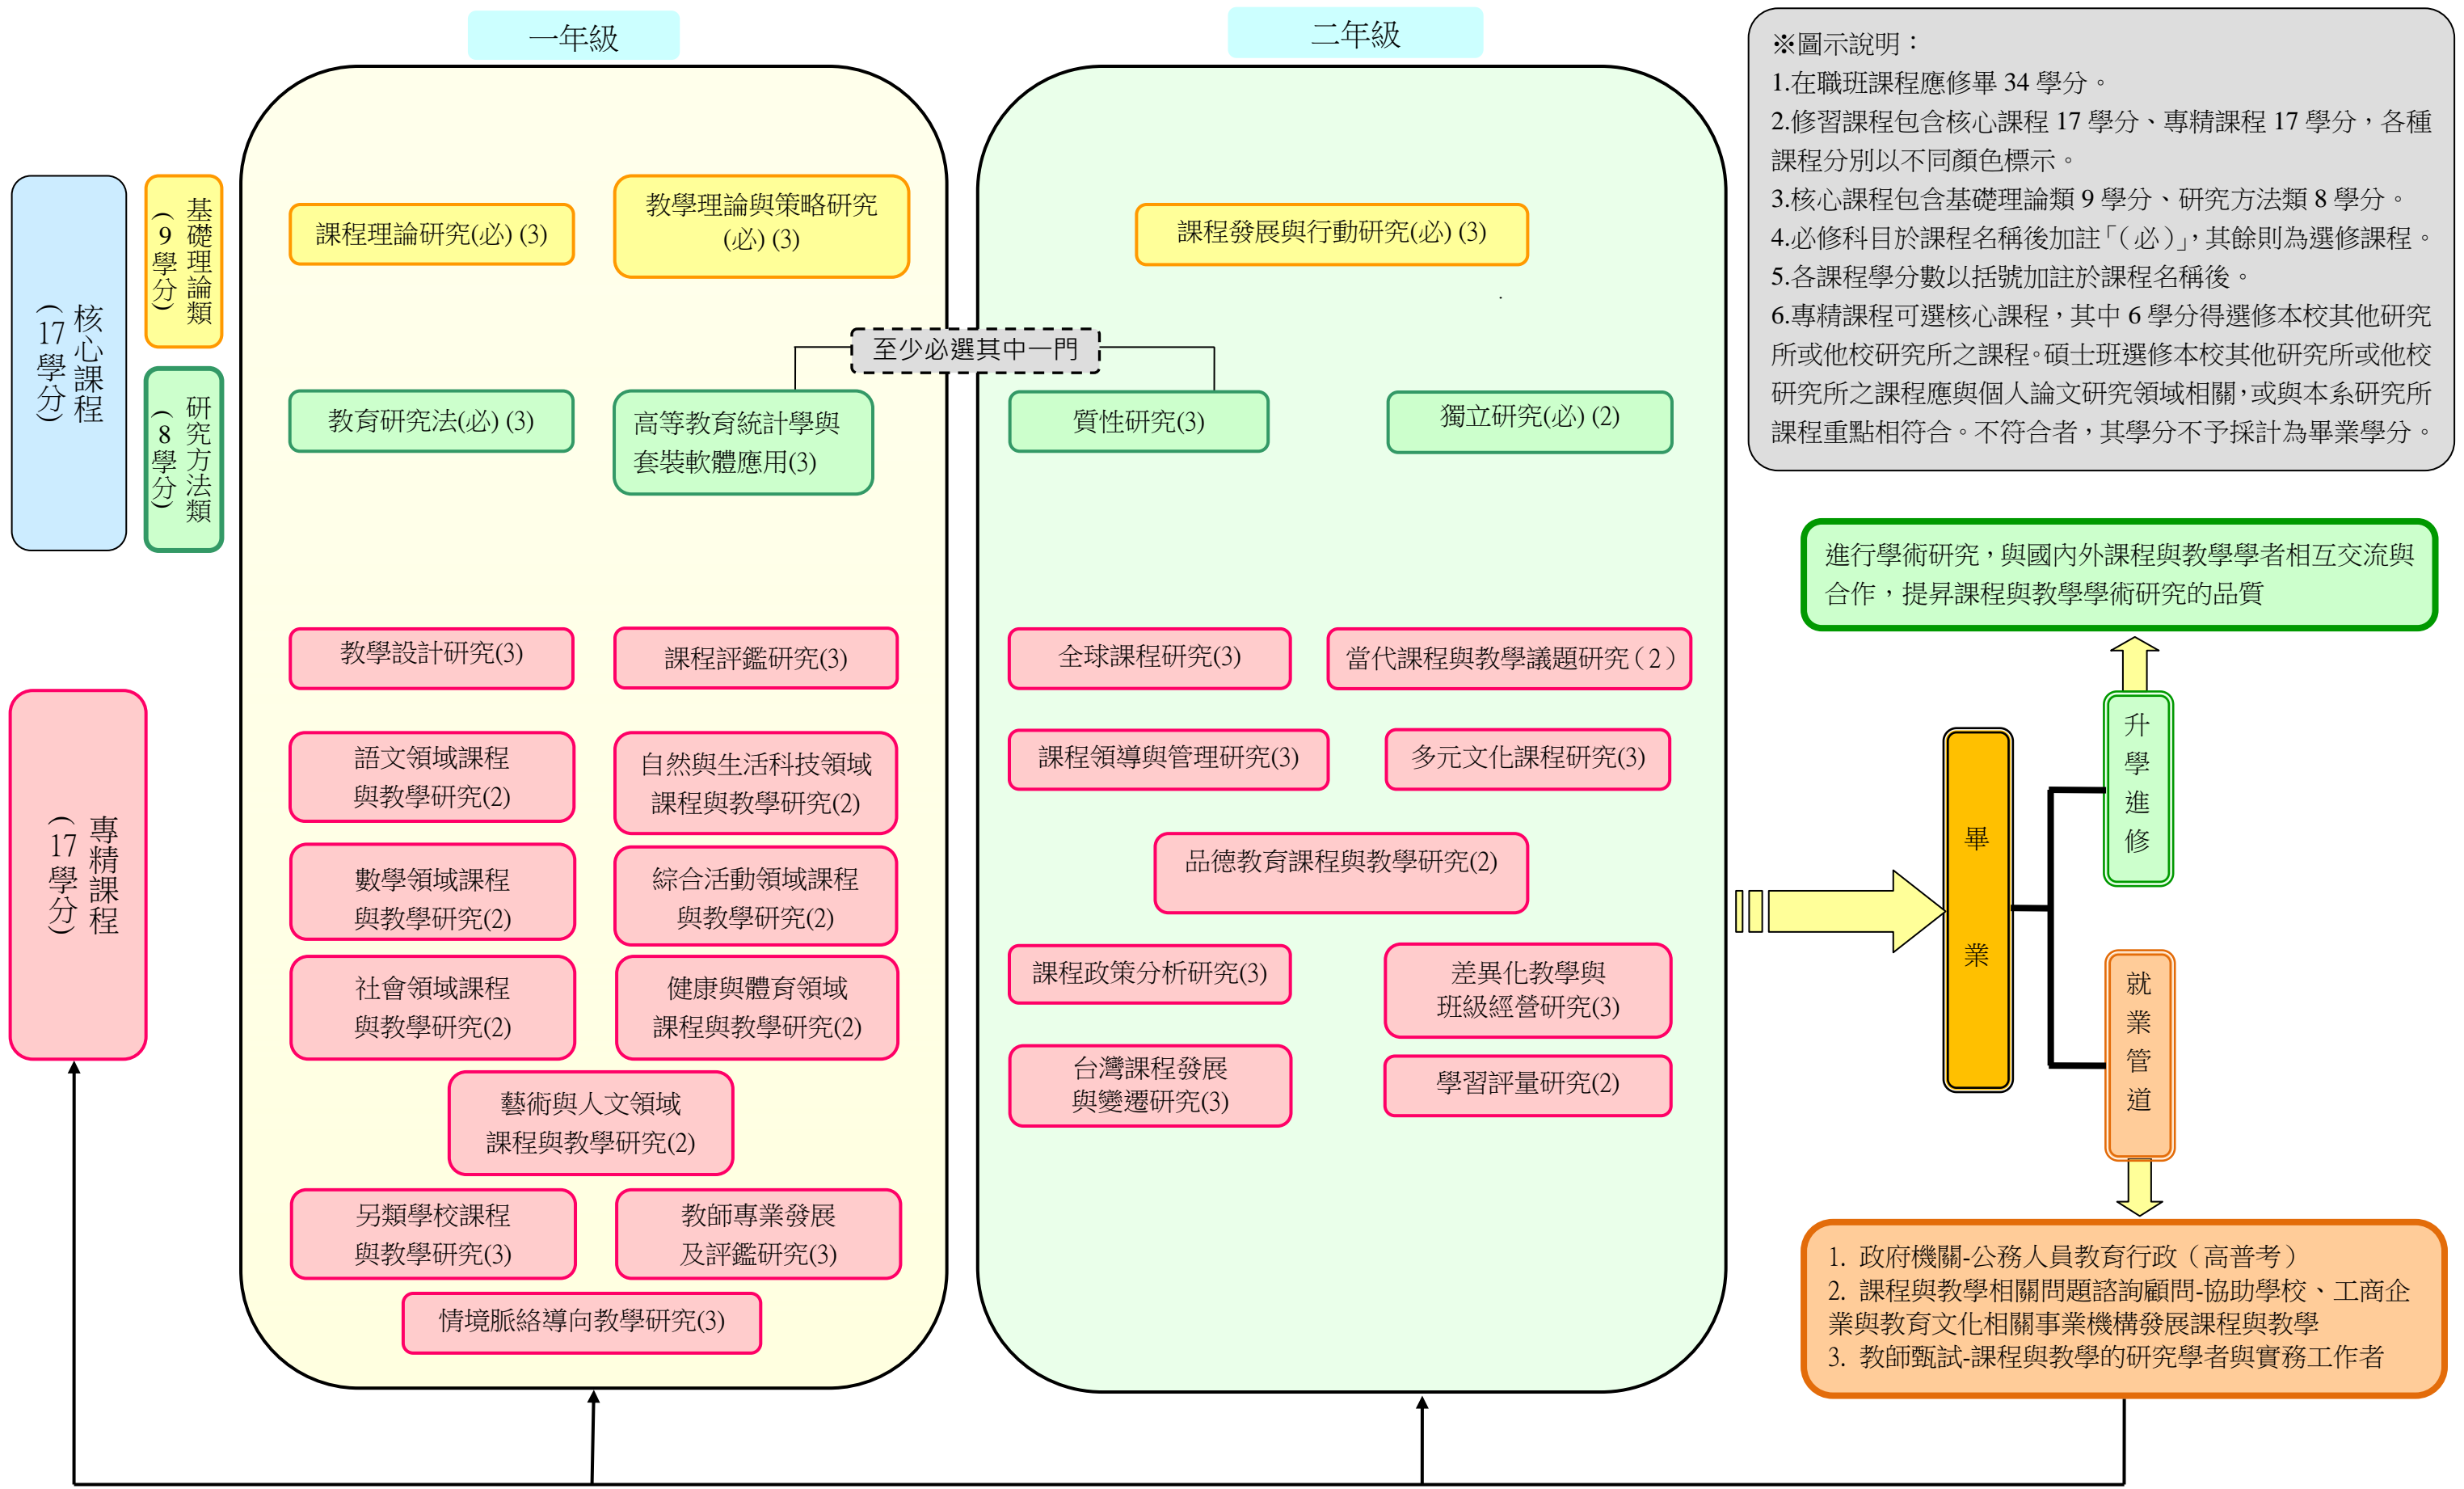 一年級
二年級
※圖示說明：
1.在職班課程應修畢 34 學分。
2.修習課程包含核心課程 17 學分、專精課程 17 學分，各種
課程分別以不同顏色標示。
3.核心課程包含基礎理論類 9 學分、研究方法類 8 學分。
4.必修科目於課程名稱後加註「（必）」，其餘則為選修課程。
5.各課程學分數以括號加註於課程名稱後。
6.專精課程可選核心課程，其中 6 學分得選修本校其他研究
所或他校研究所之課程。碩士班選修本校其他研究所或他校
研究所之課程應與個人論文研究領域相關，或與本系研究所
課程重點相符合。不符合者，其學分不予採計為畢業學分。
核心課程
(17學分)
基礎理論類
(9學分)
研究方法類
(8學分)
課程理論研究(必) (3)
教學理論與策略研究
(必) (3)
課程發展與行動研究(必) (3)
至少必選其中一門
教育研究法(必) (3)
高等教育統計學與
套裝軟體應用(3)
質性研究(3)
獨立研究(必) (2)
專精課程
(17學分)
教學設計研究(3)
課程評鑑研究(3)
全球課程研究(3)
當代課程與教學議題研究（2）
語文領域課程
與教學研究(2)
自然與生活科技領域
課程與教學研究(2)
課程領導與管理研究(3)
多元文化課程研究(3)
數學領域課程
與教學研究(2)
綜合活動領域課程
與教學研究(2)
品德教育課程與教學研究(2)
社會領域課程
與教學研究(2)
健康與體育領域
課程與教學研究(2)
課程政策分析研究(3)
差異化教學與
班級經營研究(3)
藝術與人文領域
課程與教學研究(2)
台灣課程發展
與變遷研究(3)
學習評量研究(2)
另類學校課程
與教學研究(3)
教師專業發展
及評鑑研究(3)
情境脈絡導向教學研究(3)
畢業
升學進修
就業管道
進行學術研究，與國內外課程與教學學者相互交流與
合作，提昇課程與教學學術研究的品質
1. 政府機關-公務人員教育行政（高普考）
2. 課程與教學相關問題諮詢顧問-協助學校、工商企
業與教育文化相關事業機構發展課程與教學
3. 教師甄試-課程與教學的研究學者與實務工作者